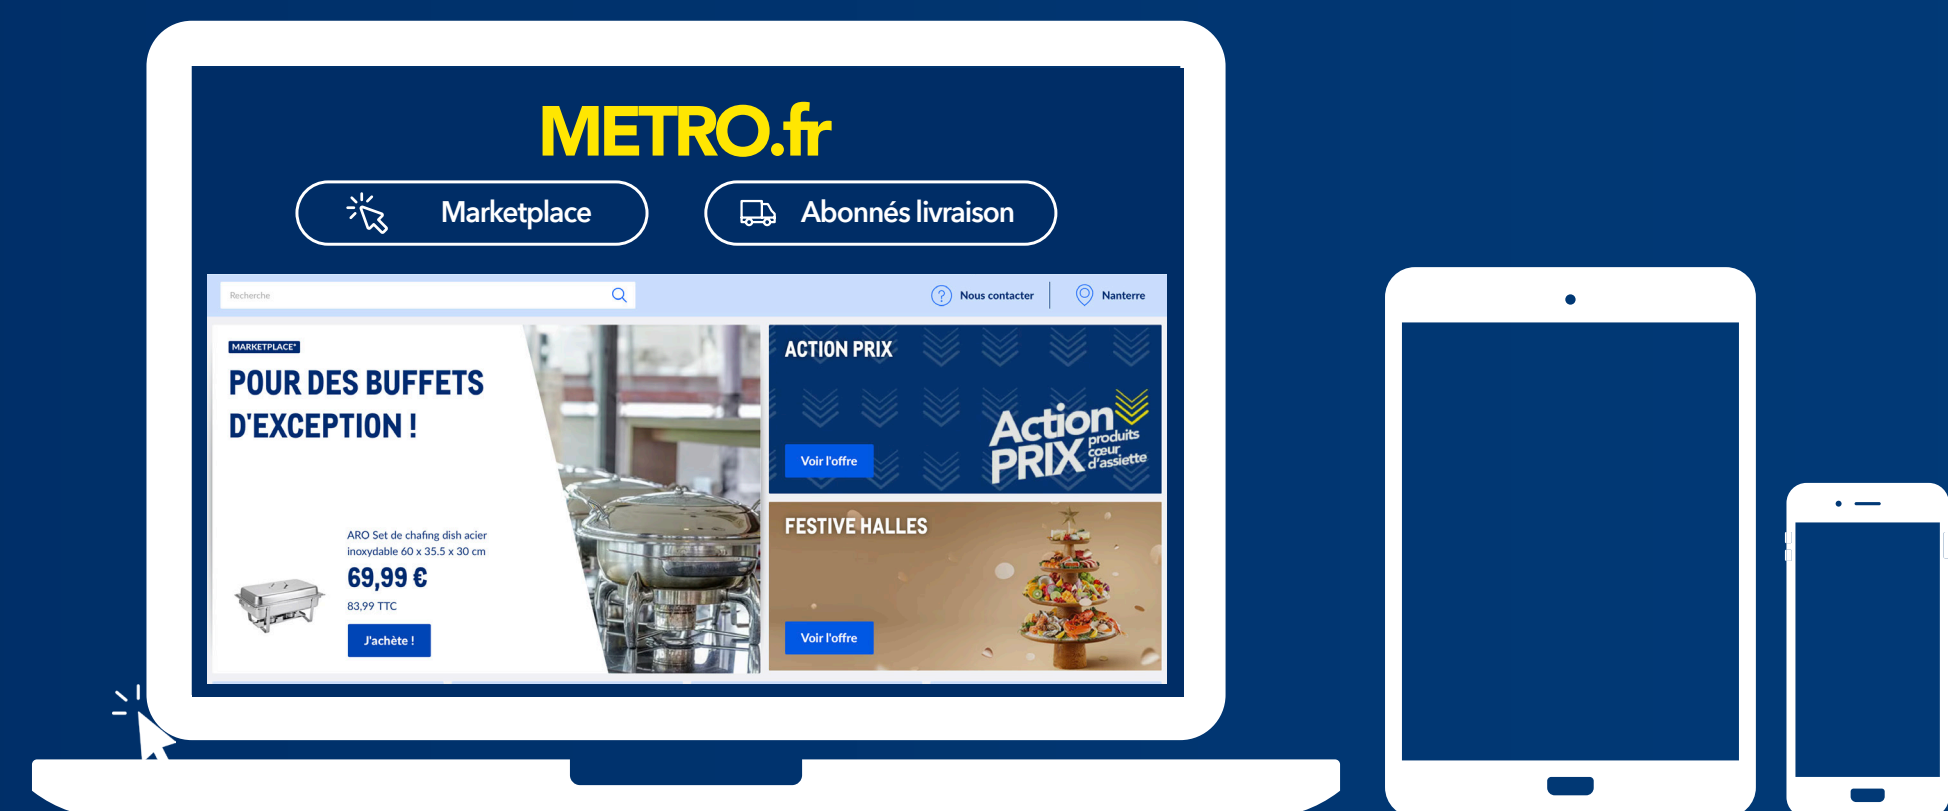 METRO.fr
Marketplace
Abonnés livraison
Recherche
? Nous contacter
Nanterre
MARKETPLACE*
POUR DES BUFFETS
D'EXCEPTION !
ARO Set de chafing dish acier
inoxydable 60 x 35.5 x 30 cm
69,99 €
83,99 TTC
J'achète !
ACTION PRIX
Action
PRIX
produits
cœur
d'assiette
Voir l'offre
FESTIVE HALLES
Voir l'offre